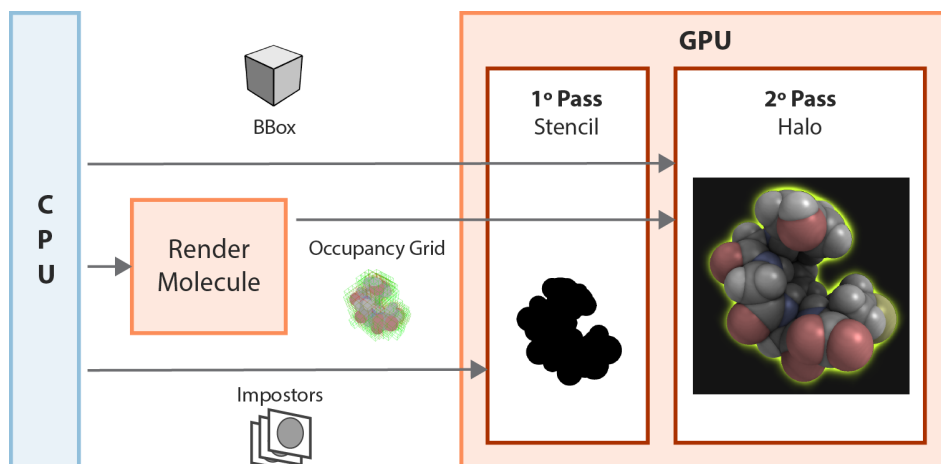 GPU
1º Pass
Stencil
2º Pass
Halo
BBox
C
P
U
Render
Molecule
Occupancy Grid
Impostors